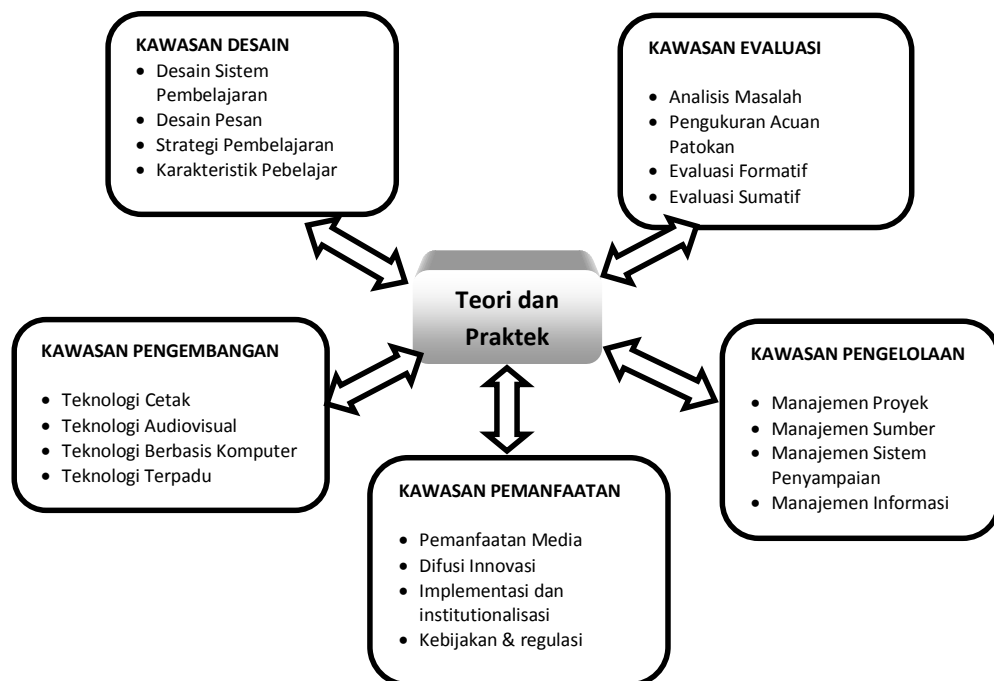 KAWASAN DESAIN
• Desain Sistem
Pembelajaran
• Desain Pesan
• Strategi Pembelajaran
• Karakteristik Pebelajar
KAWASAN EVALUASI
• Analisis Masalah
• Pengukuran Acuan
Patokan
• Evaluasi Formatif
• Evaluasi Sumatif
Teori dan
Praktek
KAWASAN PENGEMBANGAN
• Teknologi Cetak
• Teknologi Audiovisual
• Teknologi Berbasis Komputer
• Teknologi Terpadu
KAWASAN PEMANFAATAN
• Pemanfaatan Media
• Difusi Innovasi
• Implementasi dan
institutionalisasi
• Kebijakan & regulasi
KAWASAN PENGELOLAAN
• Manajemen Proyek
• Manajemen Sumber
• Manajemen Sistem
Penyampaian
• Manajemen Informasi